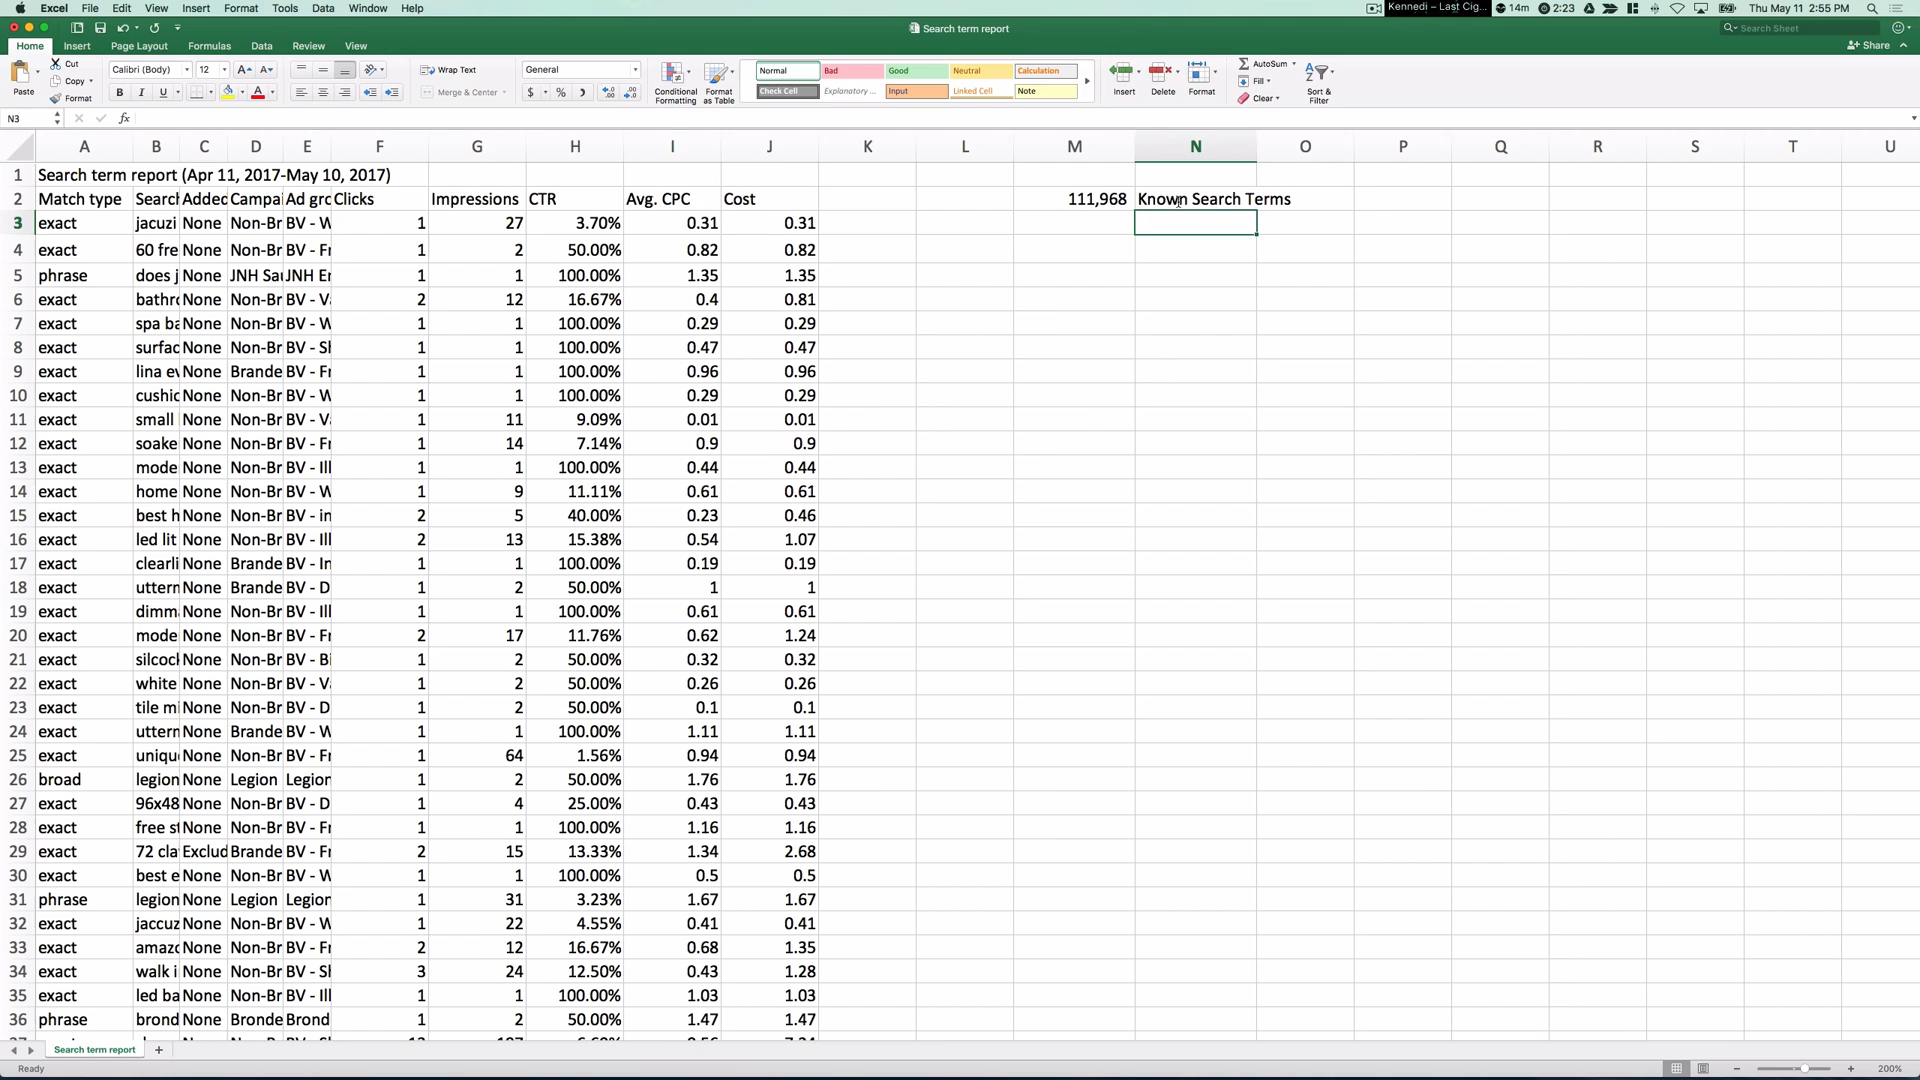 Excel File Edit View Insert Format Tools Data Window Help Kennedi – Last Cig... 14m 2:23 Thu May 11 2:55 PM
Search term report Search Sheet
Home Insert Page Layout Formulas Data Review View Share
Paste Cut Copy Format Calibri (Body) 12 Wrap Text General Conditional Formatting Format as Table Normal Bad Good Neutral Calculation Insert Delete Format AutoSum Fill Clear Sort & Filter
B I U Merge & Center $ % Check Cell Explanatory ... Input Linked Cell Note
N3 fx
A B C D E F G H I J K L M N O P Q R S T U
1 Search term report (Apr 11, 2017-May 10, 2017)
2 Match type Search Added Campai Ad gro Clicks Impressions CTR Avg. CPC Cost 111,968 Known Search Terms
3 exact jacuzi None Non-Br BV - W 1 27 3.70% 0.31 0.31
4 exact 60 fre None Non-Br BV - Fr 1 2 50.00% 0.82 0.82
5 phrase does j None JNH Sau JNH En 1 1 100.00% 1.35 1.35
6 exact bathro None Non-Br BV - Va 2 12 16.67% 0.4 0.81
7 exact spa ba None Non-Br BV - W 1 1 100.00% 0.29 0.29
8 exact surfac None Non-Br BV - Sh 1 1 100.00% 0.47 0.47
9 exact lina ev None Brande BV - Fr 1 1 100.00% 0.96 0.96
10 exact cushio None Non-Br BV - W 1 1 100.00% 0.29 0.29
11 exact small None Non-Br BV - Va 1 11 9.09% 0.01 0.01
12 exact soake None Non-Br BV - Fr 1 14 7.14% 0.9 0.9
13 exact mode None Non-Br BV - Ill 1 1 100.00% 0.44 0.44
14 exact home None Non-Br BV - W 1 9 11.11% 0.61 0.61
15 exact best h None Non-Br BV - in 2 5 40.00% 0.23 0.46
16 exact led lit None Non-Br BV - Ill 2 13 15.38% 0.54 1.07
17 exact clearli None Brande BV - In 1 1 100.00% 0.19 0.19
18 exact uttern None Brande BV - D 1 2 50.00% 1 1
19 exact dimma None Non-Br BV - Ill 1 1 100.00% 0.61 0.61
20 exact mode None Non-Br BV - Fr 2 17 11.76% 0.62 1.24
21 exact silcock None Non-Br BV - Bi 1 2 50.00% 0.32 0.32
22 exact white None Non-Br BV - Va 1 2 50.00% 0.26 0.26
23 exact tile mi None Non-Br BV - D 1 2 50.00% 0.1 0.1
24 exact uttern None Brande BV - W 1 1 100.00% 1.11 1.11
25 exact uniqu None Non-Br BV - Fr 1 64 1.56% 0.94 0.94
26 broad legion None Legion Legion 1 2 50.00% 1.76 1.76
27 exact 96x48 None Non-Br BV - D 1 4 25.00% 0.43 0.43
28 exact free st None Non-Br BV - Fr 1 1 100.00% 1.16 1.16
29 exact 72 cla Exclud Brande BV - Fr 2 15 13.33% 1.34 2.68
30 exact best e None Non-Br BV - W 1 1 100.00% 0.5 0.5
31 phrase legion None Legion Legion 1 31 3.23% 1.67 1.67
32 exact jaccuz None Non-Br BV - W 1 22 4.55% 0.41 0.41
33 exact amazo None Non-Br BV - Fr 2 12 16.67% 0.68 1.35
34 exact walk i None Non-Br BV - Sh 3 24 12.50% 0.43 1.28
35 exact led ba None Non-Br BV - Ill 1 1 100.00% 1.03 1.03
36 phrase brond None Bronde Brond 1 2 50.00% 1.47 1.47
Search term report
Ready 200%